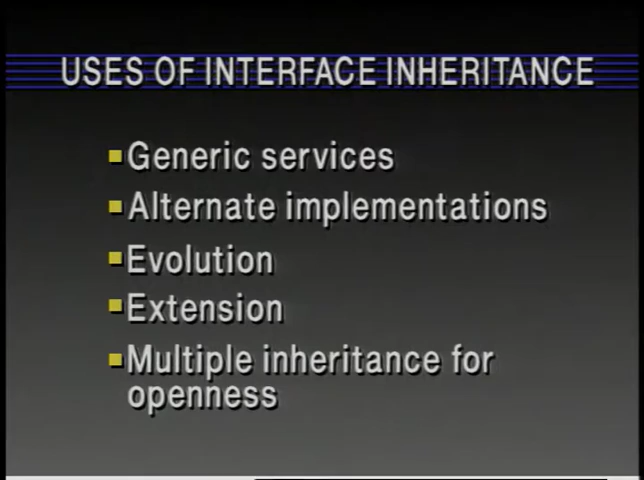 USES OF INTERFACE INHERITANCE
Generic services
Alternate implementations
Evolution
Extension
Multiple inheritance for
openness